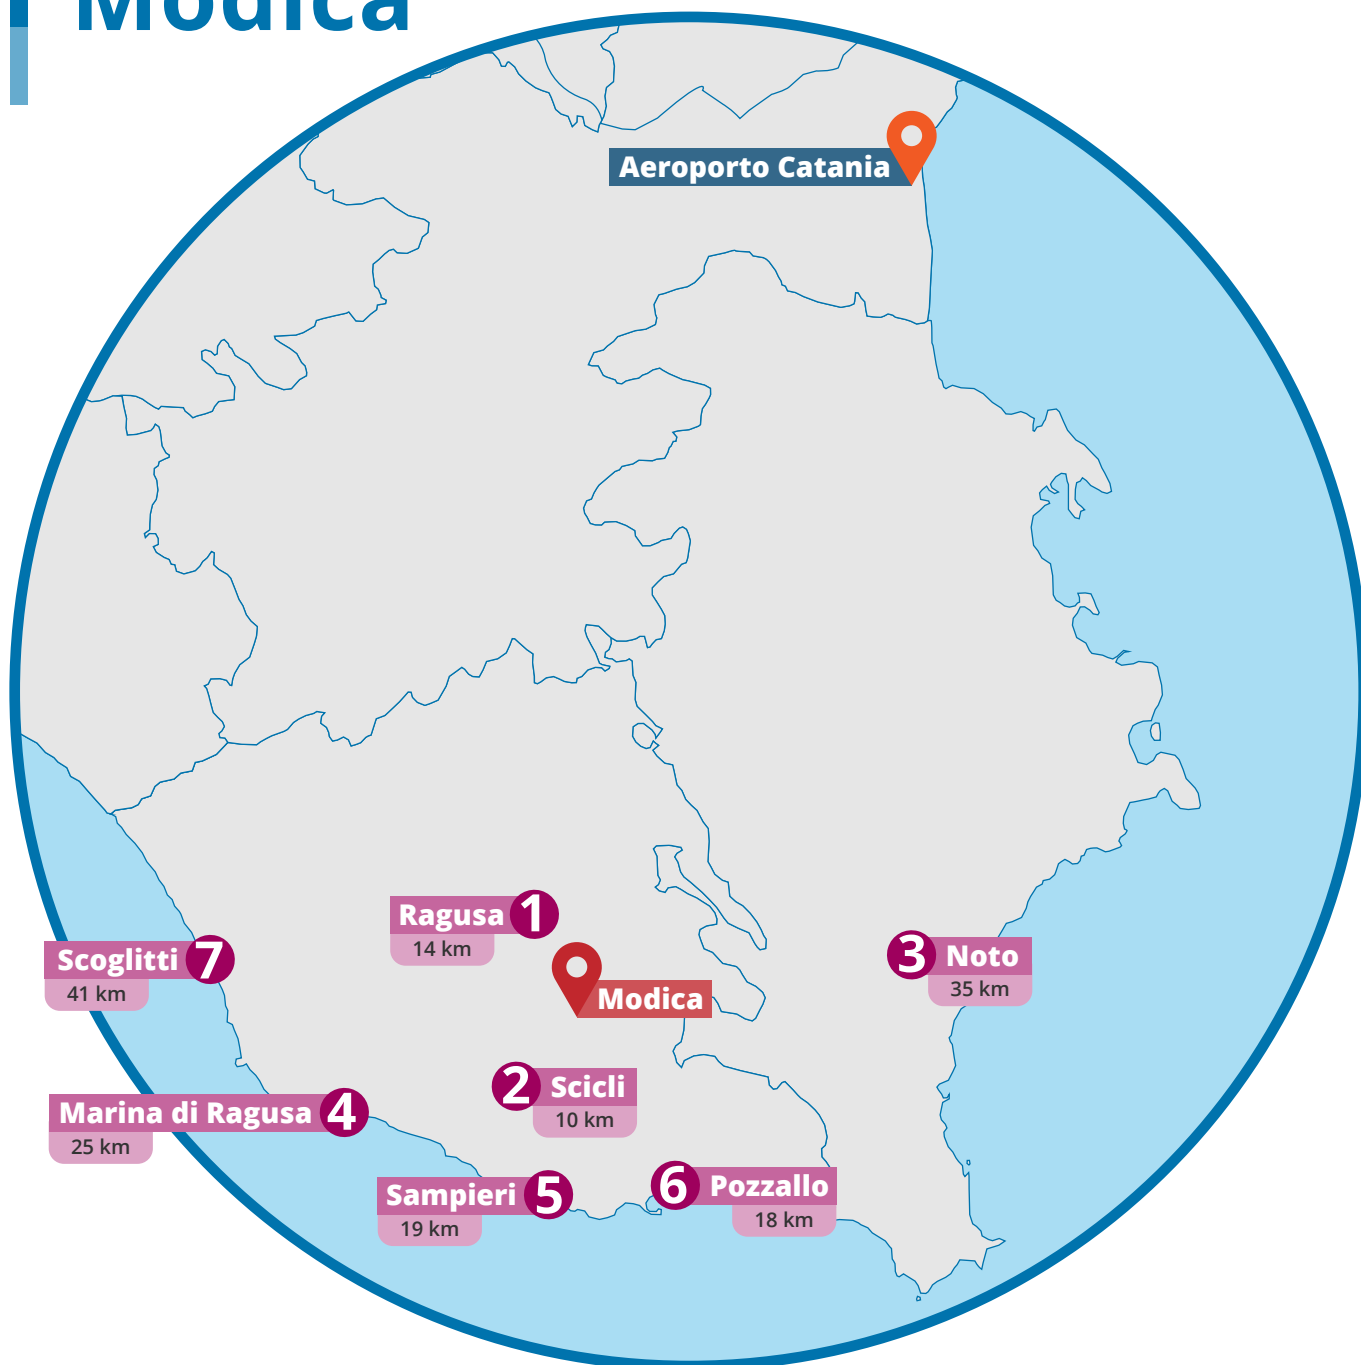 Modica
Aeroporto Catania
Ragusa 1
14 km
Scoglitti 7
41 km
3 Noto
35 km
Modica
2 Scicli
10 km
Marina di Ragusa 4
25 km
Sampieri 5
19 km
6 Pozzallo
18 km